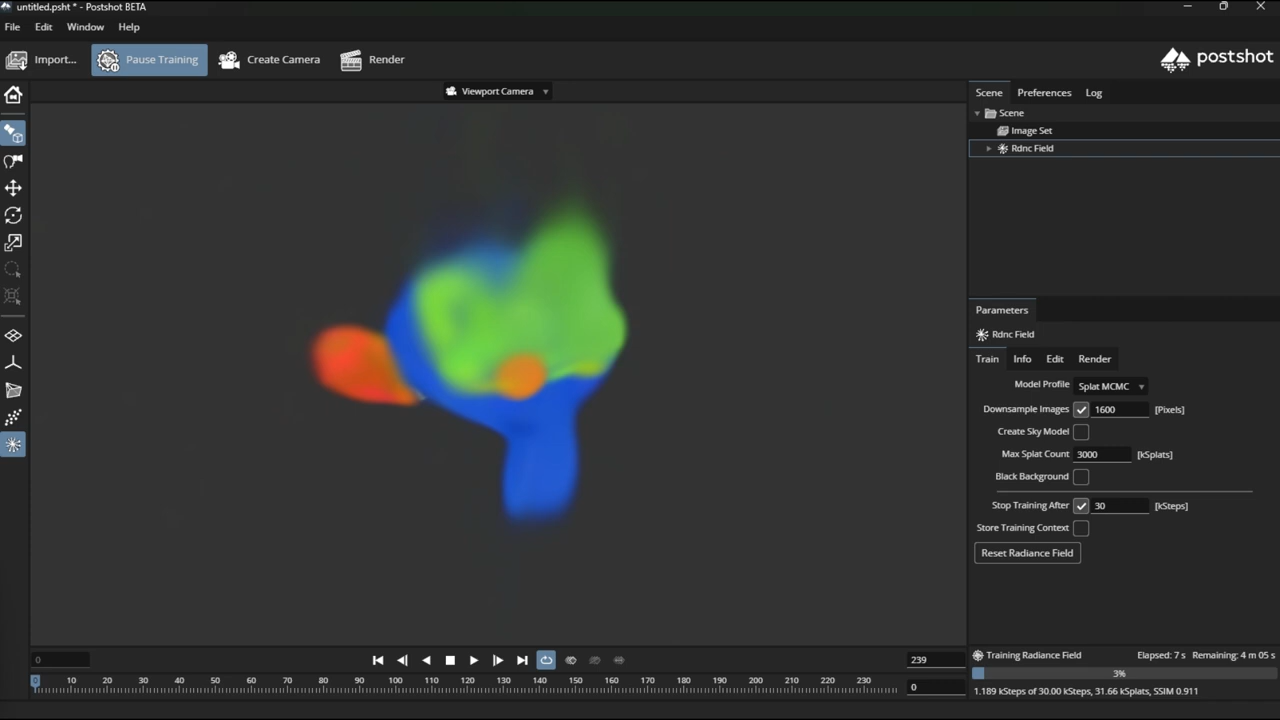 untitled.psht * - Postshot BETA
File Edit Window Help
Import... Pause Training Create Camera Render postshot
Viewport Camera
Scene Preferences Log
Scene
Image Set
Rdnc Field
Parameters
Rdnc Field
Train Info Edit Render
Model Profile Splat MCMC
Downsample Images 1600 [Pixels]
Create Sky Model
Max Splat Count 3000 [kSplats]
Black Background
Stop Training After 30 [kSteps]
Store Training Context
Reset Radiance Field
0 239
0 10 20 30 40 50 60 70 80 90 100 110 120 130 140 150 160 170 180 190 200 210 220 230 0
Training Radiance Field Elapsed: 7 s Remaining: 4 m 05 s
3%
1.189 kSteps of 30.00 kSteps, 31.66 kSplats, SSIM 0.911